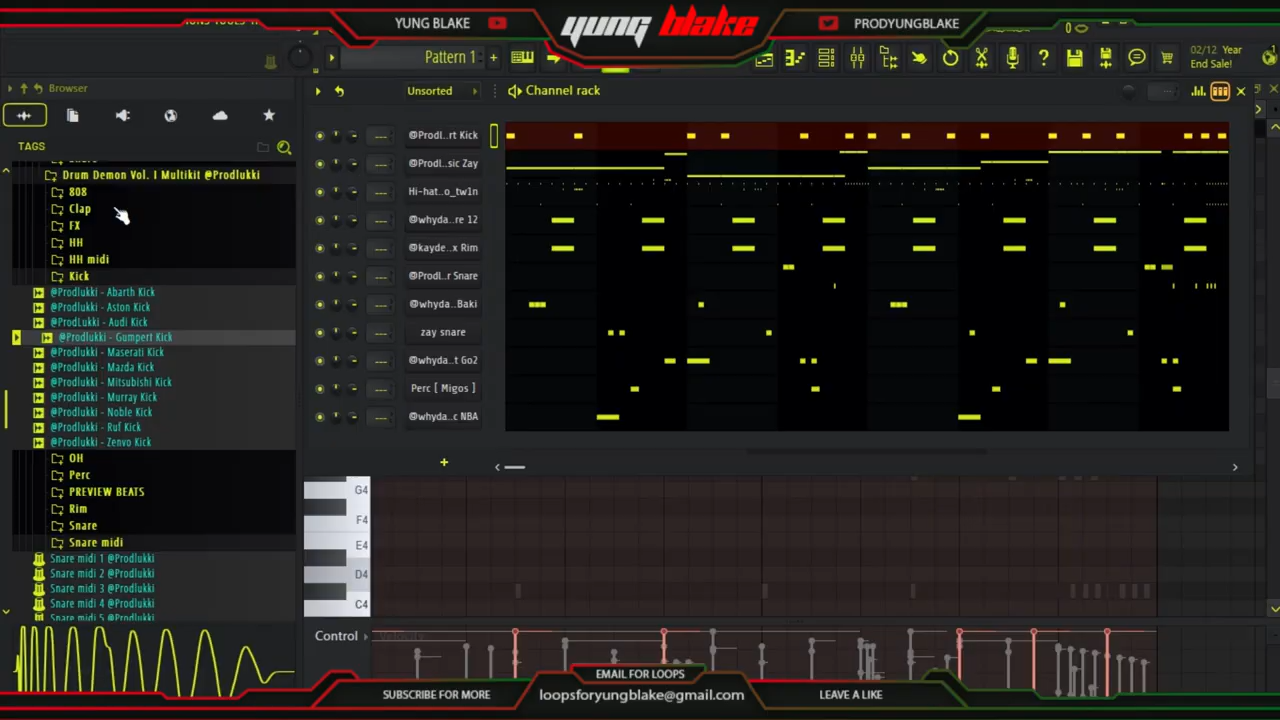 YUNG BLAKE
yung blake
PRODYUNGBLAKE
Pattern 1
02/12 Year
End Sale!
Browser
Unsorted
Channel rack
TAGS
Drum Demon Vol. I Multikit @Prodlukki
808
Clap
FX
HH
HH midi
Kick
@Prodlukki - Abarth Kick
@Prodlukki - Aston Kick
@ProdLukki - Audi Kick
@Prodlukki - Gumpert Kick
@Prodlukki - Maserati Kick
@Prodlukki - Mazda Kick
@Prodlukki - Mitsubishi Kick
@Prodlukki - Murray Kick
@Prodlukki - Noble Kick
@Prodlukki - Ruf Kick
@Prodlukki - Zenvo Kick
OH
Perc
PREVIEW BEATS
Rim
Snare
Snare midi
Snare midi 1 @Prodlukki
Snare midi 2 @Prodlukki
Snare midi 3 @Prodlukki
Snare midi 4 @Prodlukki
Snare midi 5 @Prodlukki
@Prodl...rt Kick
@Prodl...sic Zay
Hi-hat...o_tw1n
@whyda...re 12
@kayde...x Rim
@Prodl...r Snare
@whyda...Baki
zay snare
@whyda...t Go2
Perc [ Migos ]
@whyda...c NBA
G4
F4
E4
D4
C4
Control
Velocity
EMAIL FOR LOOPS
SUBSCRIBE FOR MORE
loopsforyungblake@gmail.com
LEAVE A LIKE